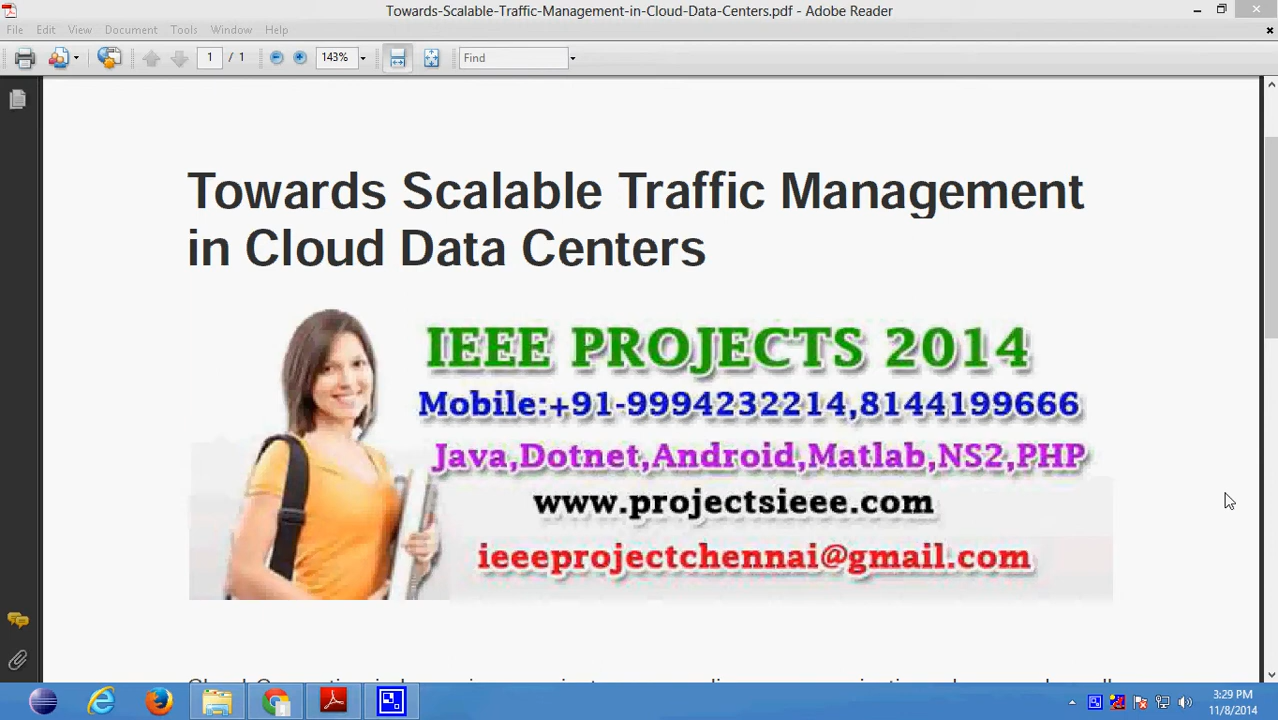 Towards-Scalable-Traffic-Management-in-Cloud-Data-Centers.pdf - Adobe Reader
File Edit View Document Tools Window Help
1 / 1 143% Find
Towards Scalable Traffic Management
in Cloud Data Centers
IEEE PROJECTS 2014
Mobile:+91-9994232214,8144199666
Java,Dotnet,Android,Matlab,NS2,PHP
www.projectsieee.com
ieeeprojectchennai@gmail.com
3:29 PM
11/8/2014